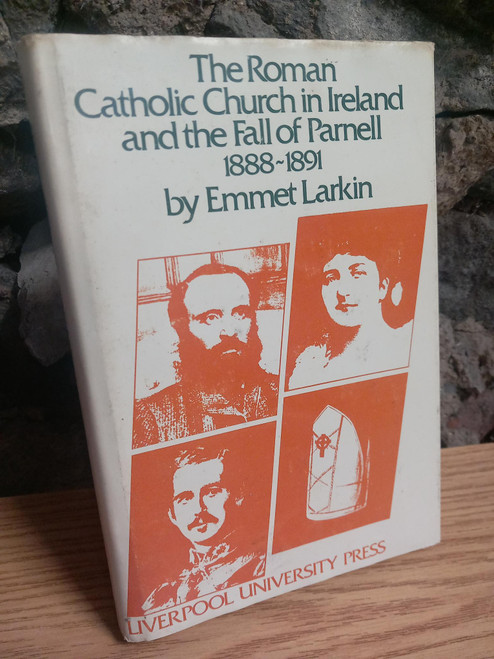 The Roman
Catholic Church in Ireland
and the Fall of Parnell
1888~1891
by Emmet Larkin
LIVERPOOL UNIVERSITY PRESS